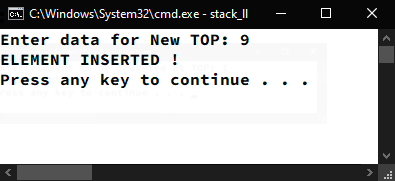 C:\Windows\System32\cmd.exe - stack_ll
Enter data for New TOP: 9
ELEMENT INSERTED !
Press any key to continue . . .